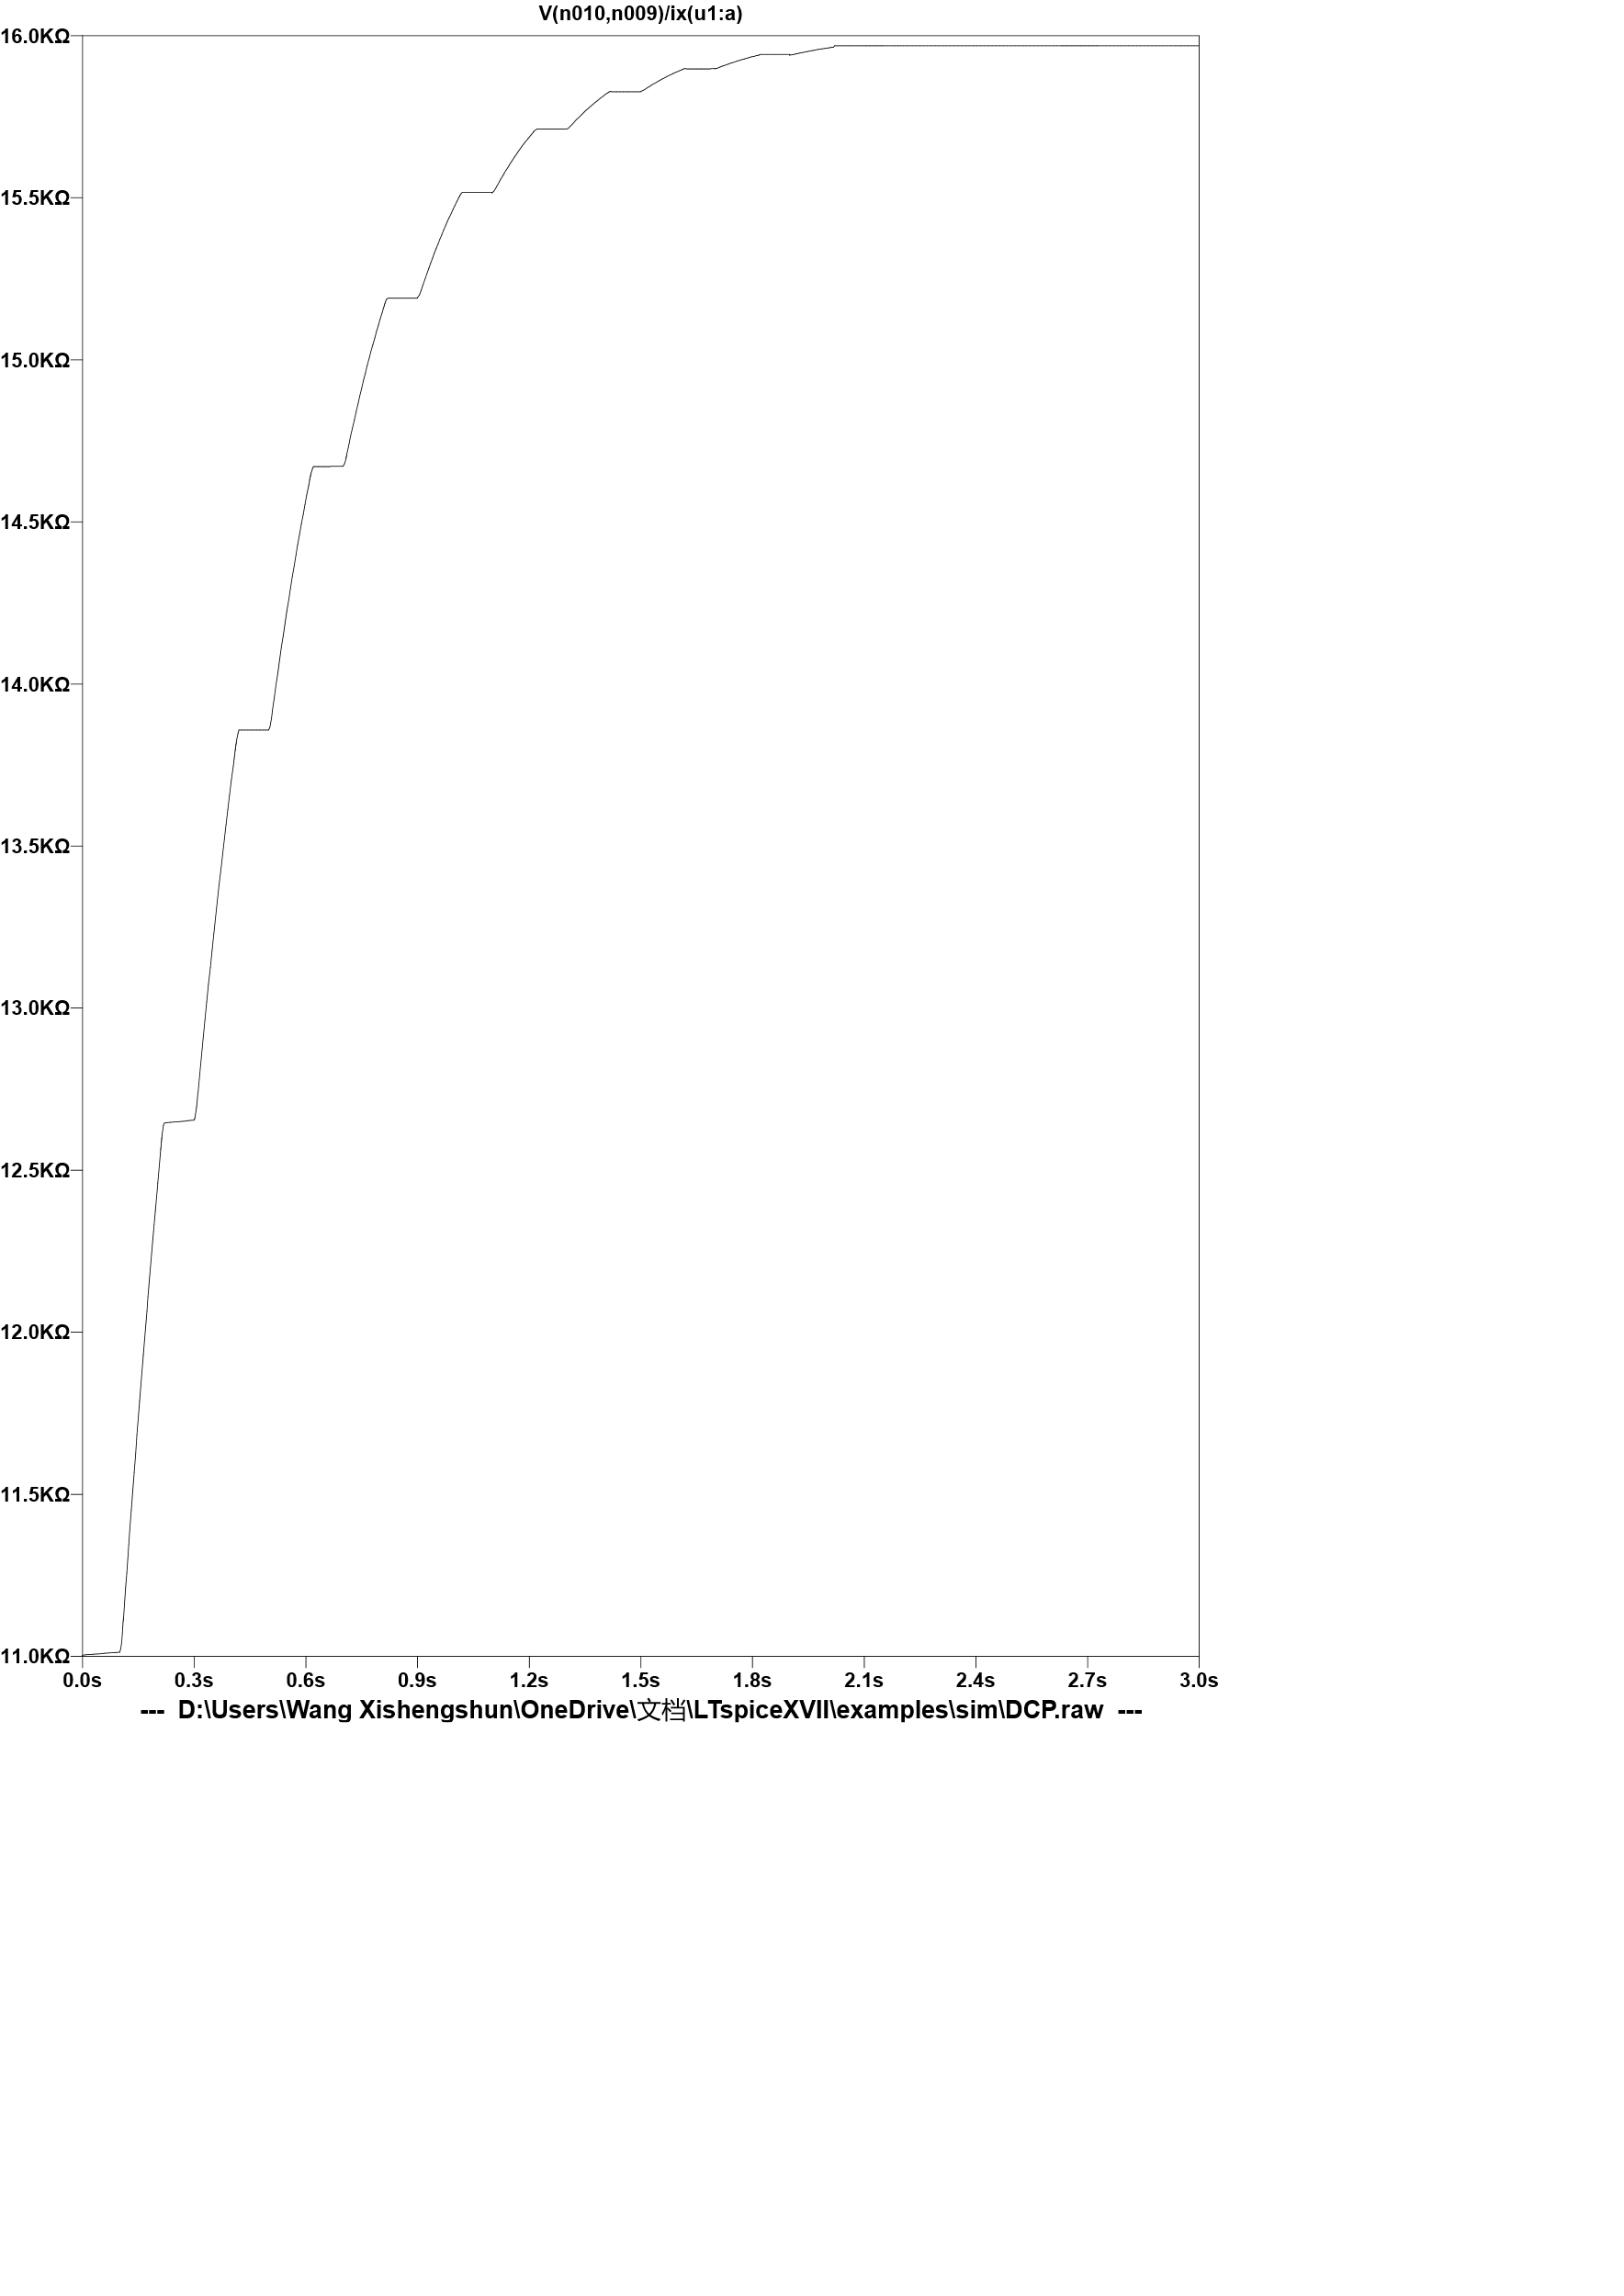 V(n010,n009)/ix(u1:a)
16.0KΩ
15.5KΩ
15.0KΩ
14.5KΩ
14.0KΩ
13.5KΩ
13.0KΩ
12.5KΩ
12.0KΩ
11.5KΩ
11.0KΩ
0.0s 0.3s 0.6s 0.9s 1.2s 1.5s 1.8s 2.1s 2.4s 2.7s 3.0s
--- D:\Users\Wang Xishengshun\OneDrive\文档\LTspiceXVII\examples\sim\DCP.raw ---